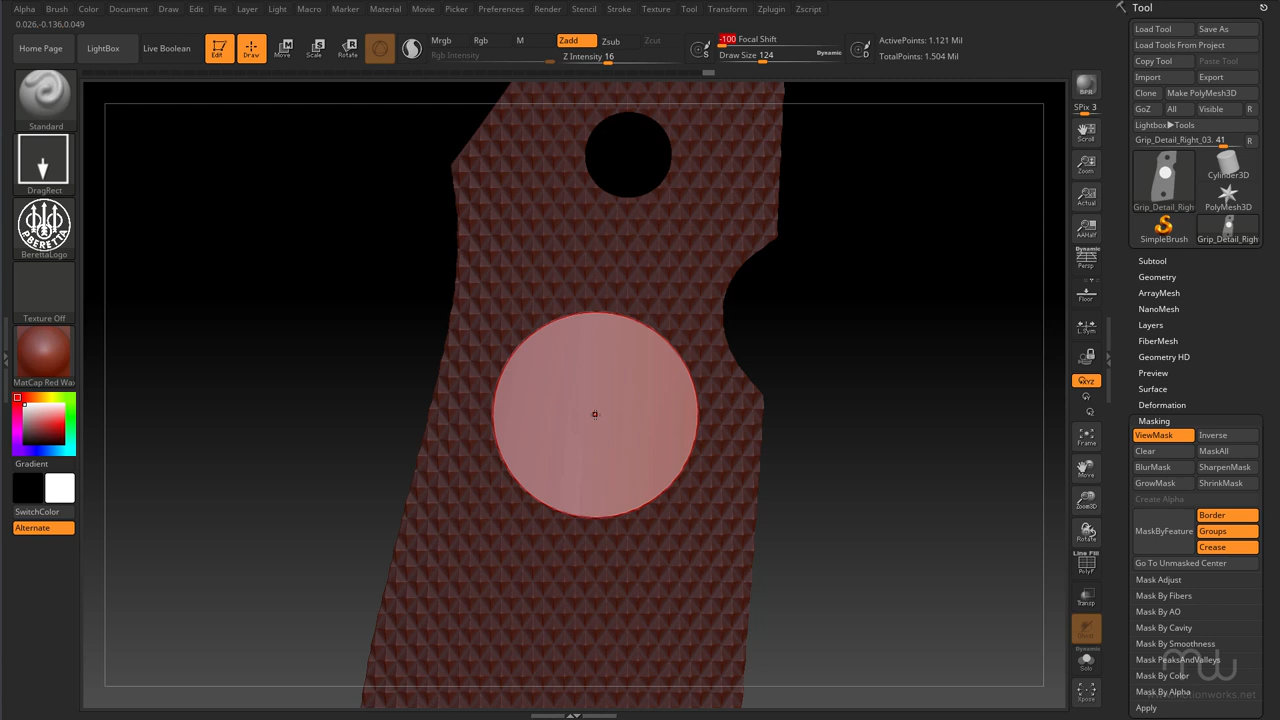 Alpha Brush Color Document Draw Edit File Layer Light Macro Marker Material Movie Picker Preferences Render Stencil Stroke Texture Tool Transform Zplugin Zscript
0.026,-0.136,0.049
Home Page LightBox Live Boolean Edit Draw Move Scale Rotate
Mrgb Rgb M
Rgb Intensity
Zadd Zsub Zcut
Z Intensity 16
S
-100 Focal Shift
Draw Size 124
Dynamic
D
ActivePoints: 1.121 Mil
TotalPoints: 1.504 Mil
Standard
DragRect
P.BERETTA
BerettaLogo
Texture Off
MatCap Red Wax
Gradient
SwitchColor
Alternate
BPR
SPix 3
Scroll
Zoom
Actual
AAHalf
Dynamic
Persp
Floor
L.Sym
XYZ
Frame
Move
Zoom3D
Rotate
Line Fill
PolyF
Transp
Dynamic
Solo
Xpose
Tool
Load Tool Save As
Load Tools From Project
Copy Tool Paste Tool
Import Export
Clone Make PolyMesh3D
GoZ All Visible R
Lightbox▶Tools
Grip_Detail_Right_03. 41 R
Cylinder3D
Grip_Detail_Righ PolyMesh3D
SimpleBrush Grip_Detail_Righ
Subtool
Geometry
ArrayMesh
NanoMesh
Layers
FiberMesh
Geometry HD
Preview
Surface
Deformation
Masking
ViewMask Inverse
Clear MaskAll
BlurMask SharpenMask
GrowMask ShrinkMask
Create Alpha
MaskByFeature Border
Groups
Crease
Go To Unmasked Center
Mask Adjust
Mask By Fibers
Mask By AO
Mask By Cavity
Mask By Smoothness
Mask PeaksAndValleys
Mask By Color
Mask By Alpha
Apply